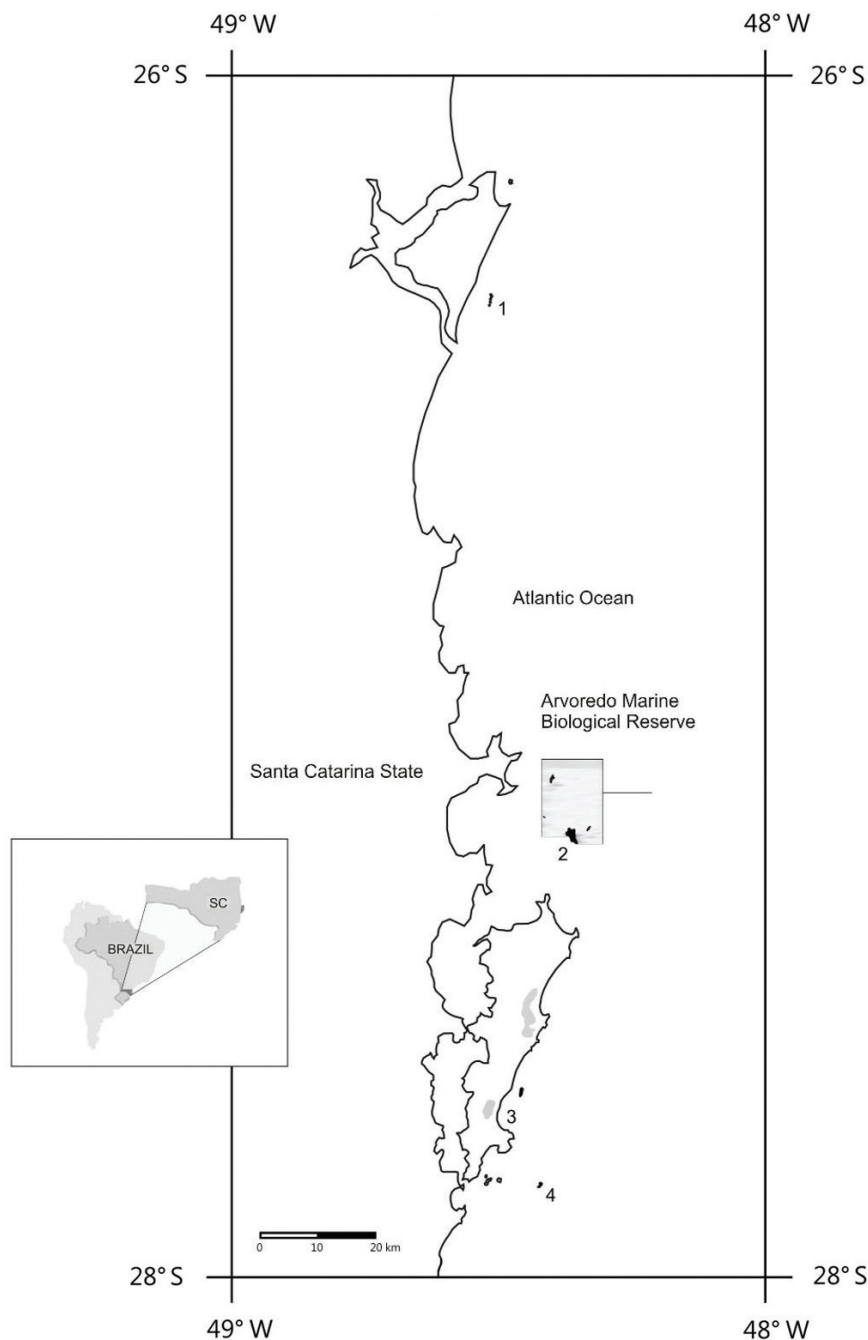 49° W
48° W
26° S
26° S
1
Atlantic Ocean
Arvoredo Marine
Biological Reserve
Santa Catarina State
2
SC
BRAZIL
3
4
0
10
20 km
28° S
28° S
49° W
48° W